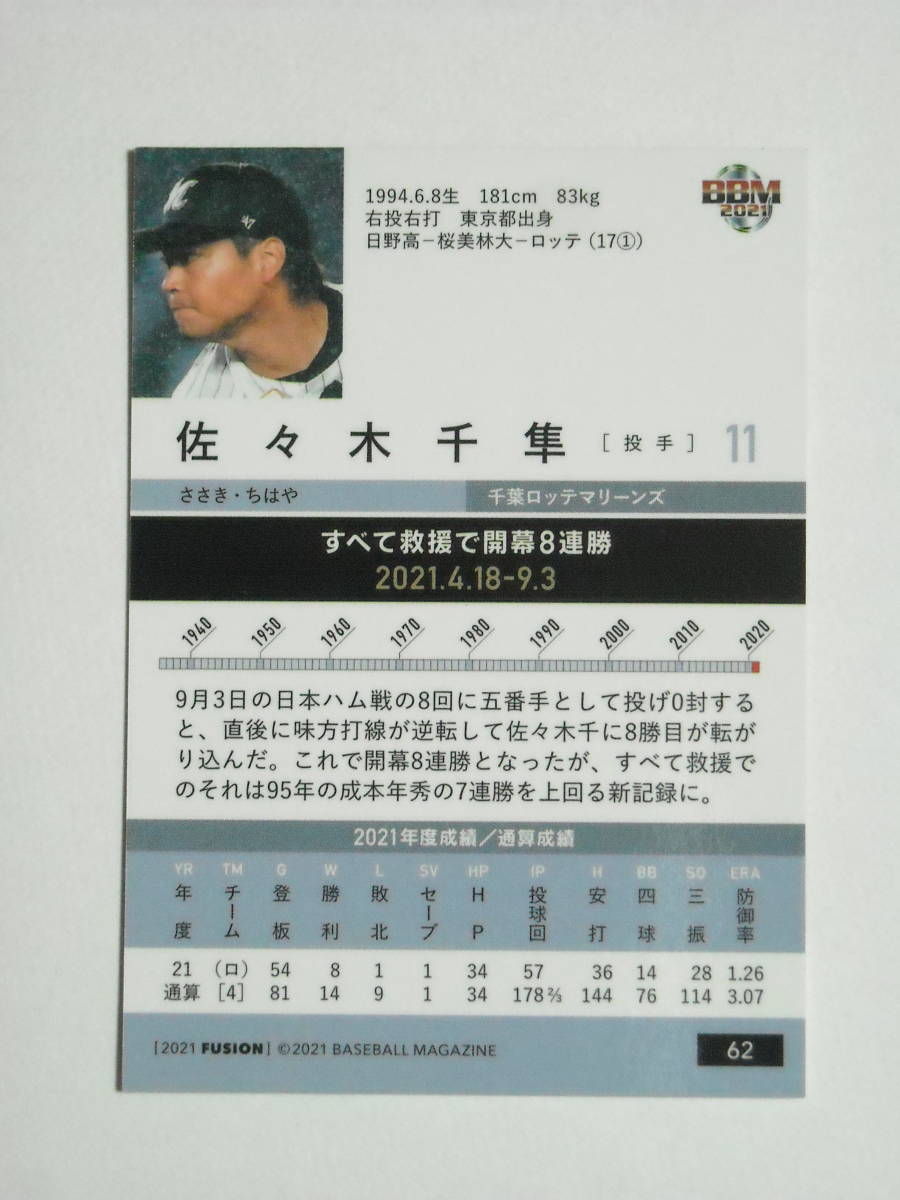 1994.6.8生 181cm 83kg
右投右打 東京都出身
日野高－桜美林大－ロッテ（17①）
BBM
2021
佐々木千隼 ［投手］ 11
ささき・ちはや 千葉ロッテマリーンズ
すべて救援で開幕8連勝
2021.4.18-9.3
1940 1950 1960 1970 1980 1990 2000 2010 2020
9月3日の日本ハム戦の8回に五番手として投げ0封する
と、直後に味方打線が逆転して佐々木千に8勝目が転が
り込んだ。これで開幕8連勝となったが、すべて救援で
のそれは95年の成本年秀の7連勝を上回る新記録に。
2021年度成績／通算成績
YR TM G W L SV HP IP H BB SO ERA
年度 チーム 登板 勝利 敗北 セーブ HP 投球回 安打 四球 三振 防御率
21 （ロ） 54 8 1 1 34 57 36 14 28 1.26
通算 ［4］ 81 14 9 1 34 178⅔ 144 76 114 3.07
［2021 FUSION］©2021 BASEBALL MAGAZINE 62